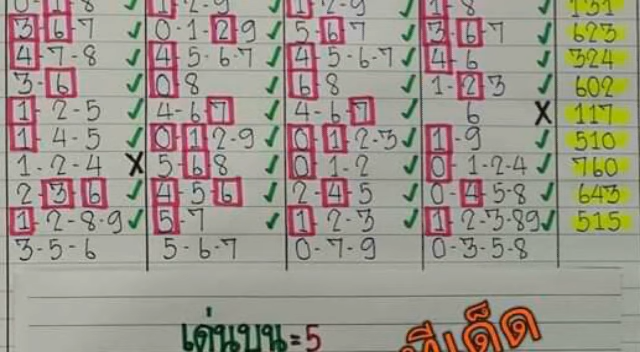 3-6-7 ✓ 0-1-2-9 ✓ 5-6-7 ✓ 3-6-7 ✓ 623
4-7-8 ✓ 4-5-6-7 ✓ 4-5-6-7 ✓ 4-6 ✓ 324
3-6 ✓ 0-8 ✓ 6-8 ✓ 1-2-3 ✓ 602
1-2-5 ✓ 4-6-7 ✓ 4-6-7 ✓ 6 X 117
1-4-5 ✓ 0-1-2-9 ✓ 0-1-2-3 ✓ 1-9 ✓ 510
1-2-4 X 5-6-8 ✓ 0-1-2 ✓ 0-1-2-4 ✓ 760
2-3-6 ✓ 4-5-6 ✓ 2-4-5 ✓ 0-4-5-8 ✓ 643
1-2-8-9 ✓ 5-7 ✓ 1-2-3 ✓ 1-2-3-89 ✓ 515
3-5-6 5-6-7 0-7-9 0-3-5-8
เด่นบน=5
ทีเด็ด